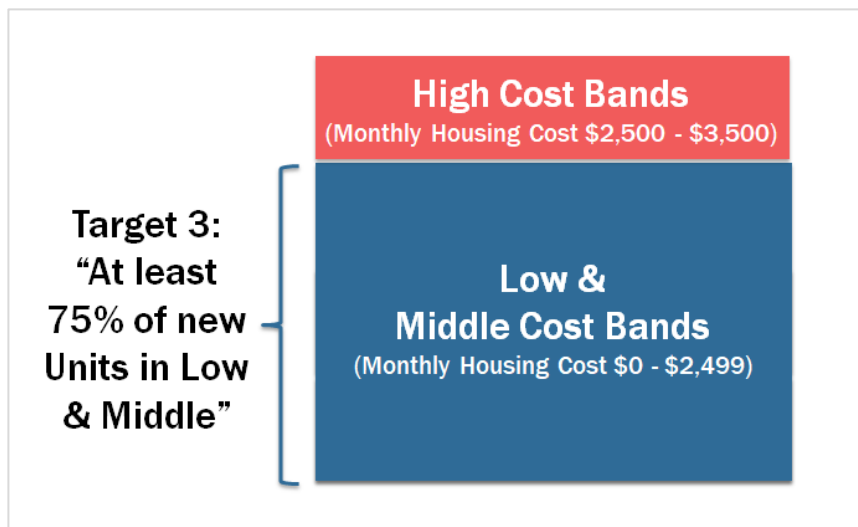 High Cost Bands
(Monthly Housing Cost $2,500 - $3,500)
Target 3:
“At least
75% of new
Units in Low
& Middle”
Low &
Middle Cost Bands
(Monthly Housing Cost $0 - $2,499)